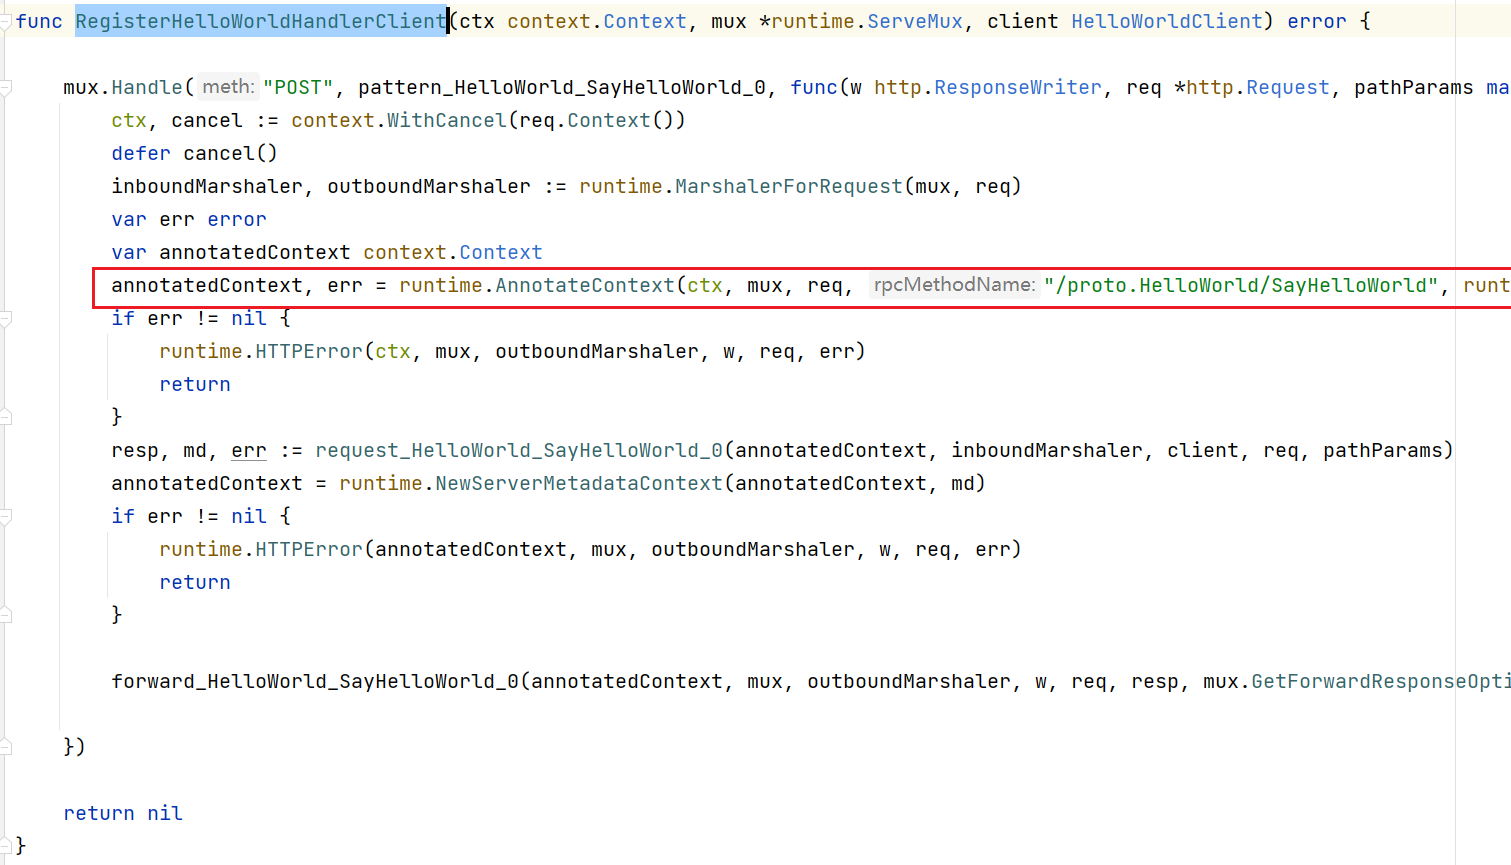 func RegisterHelloWorldHandlerClient(ctx context.Context, mux *runtime.ServeMux, client HelloWorldClient) error {
mux.Handle( meth: "POST", pattern_HelloWorld_SayHelloWorld_0, func(w http.ResponseWriter, req *http.Request, pathParams ma
ctx, cancel := context.WithCancel(req.Context())
defer cancel()
inboundMarshaler, outboundMarshaler := runtime.MarshalerForRequest(mux, req)
var err error
var annotatedContext context.Context
annotatedContext, err = runtime.AnnotateContext(ctx, mux, req, rpcMethodName: "/proto.HelloWorld/SayHelloWorld", runt
if err != nil {
runtime.HTTPError(ctx, mux, outboundMarshaler, w, req, err)
return
}
resp, md, err := request_HelloWorld_SayHelloWorld_0(annotatedContext, inboundMarshaler, client, req, pathParams)
annotatedContext = runtime.NewServerMetadataContext(annotatedContext, md)
if err != nil {
runtime.HTTPError(annotatedContext, mux, outboundMarshaler, w, req, err)
return
}
forward_HelloWorld_SayHelloWorld_0(annotatedContext, mux, outboundMarshaler, w, req, resp, mux.GetForwardResponseOpti
})
return nil
}